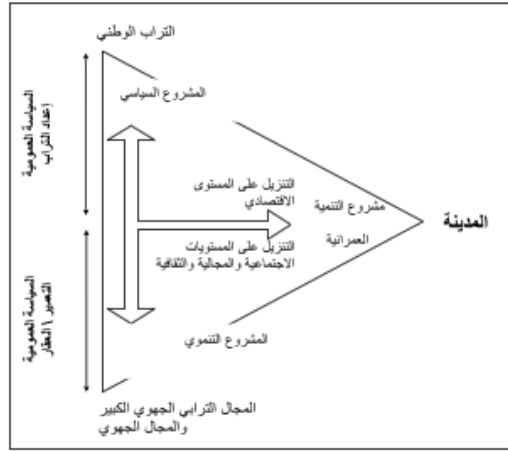 التراب الوطني
المشروع السياسي
السياسة العمومية
إعداد التراب
التنزيل على المستوى
الاقتصادي
مشروع التنمية
العمرانية
المدينة
التنزيل على المستويات
الاجتماعية والمجالية والثقافية
السياسة العمومية
التعمير \ العقار
المشروع التنموي
المجال الترابي الجهوي الكبير
والمجال الجهوي